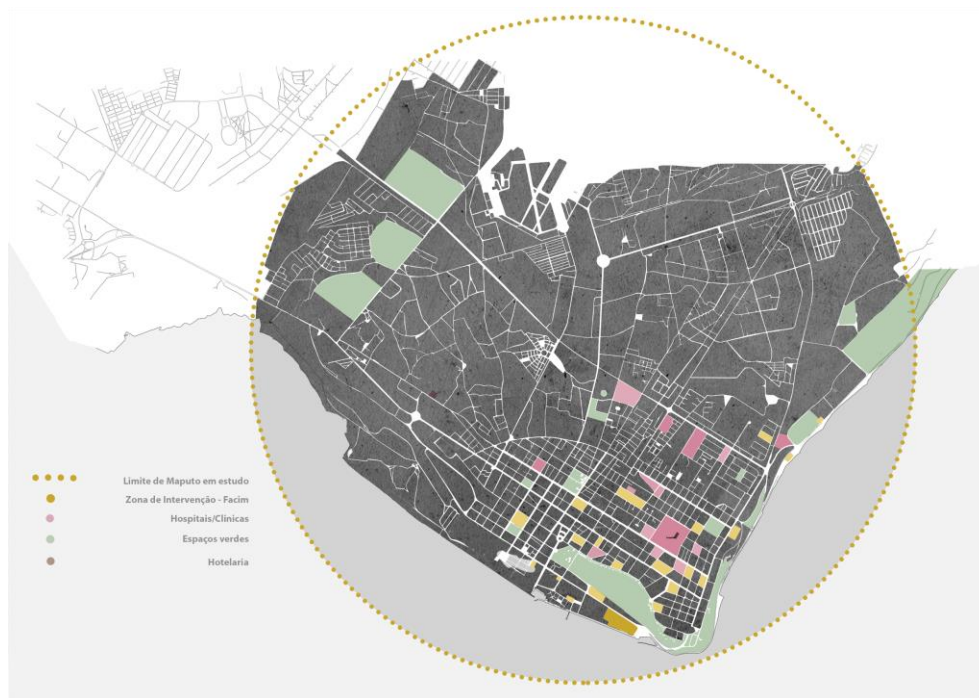 Limite de Maputo em estudo
Zona de Intervenção - Facim
Hospitais/Clínicas
Espaços verdes
Hotelaria